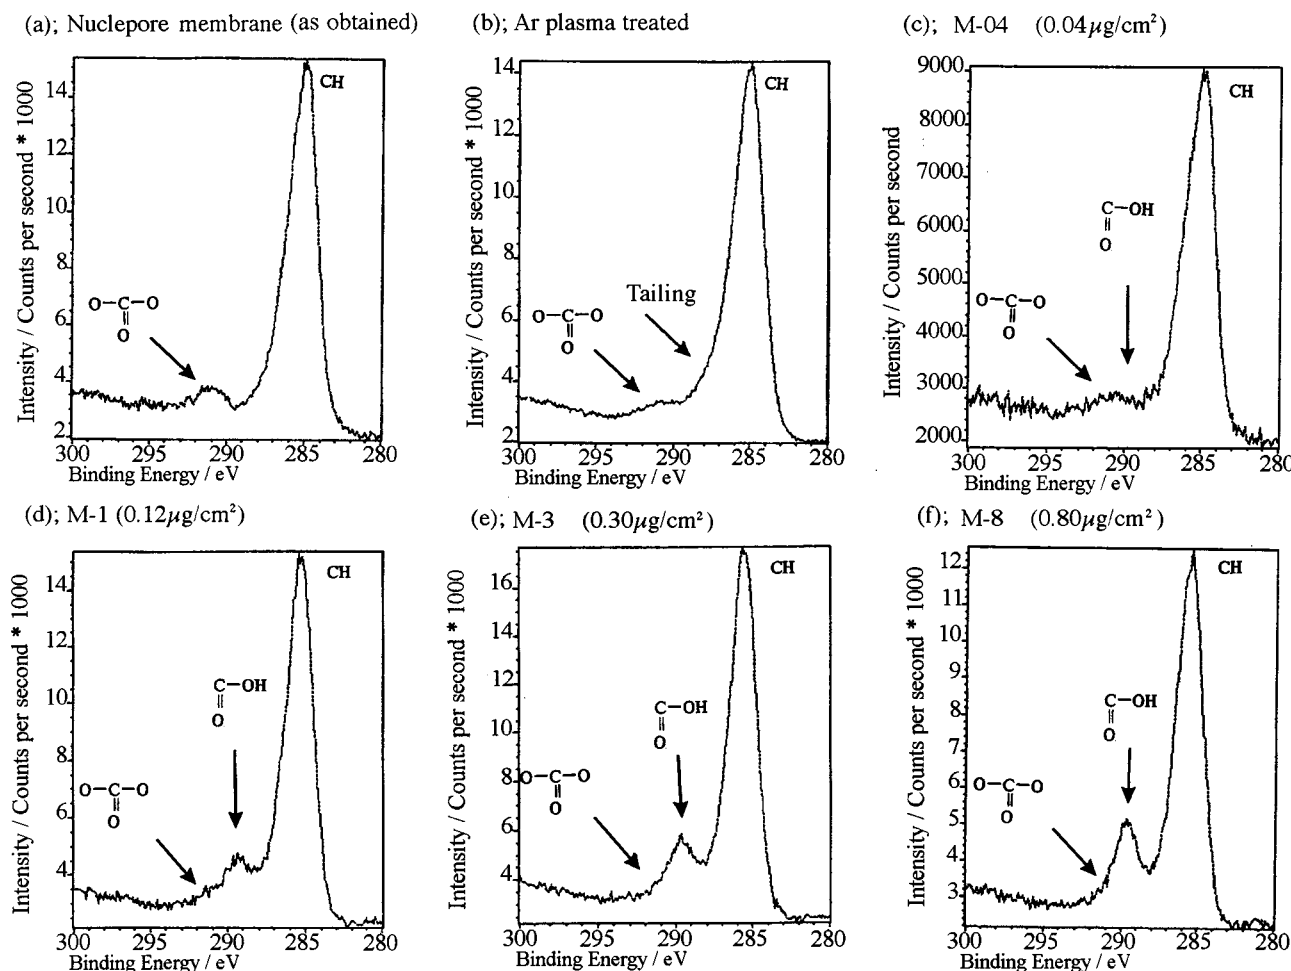 (a); Nuclepore membrane (as obtained)
Intensity / Counts per second * 1000
14
12
10
8
6
4
2
CH
O-C-O
O
300 295 290 285 280
Binding Energy / eV
(b); Ar plasma treated
Intensity / Counts per second * 1000
14
12
14
8
6
4
2
CH
Tailing
O-C-O
O
300 295 290 285 280
Binding Energy / eV
(c); M-04 (0.04μg/cm²)
Intensity / Counts per second
9000
8000
7000
6000
5000
4000
3000
2000
CH
C-OH
O
O-C-O
O
300 295 290 285 280
Binding Energy / eV
(d); M-1 (0.12μg/cm²)
Intensity / Counts per second * 1000
14
12
10
8
6
4
CH
C-OH
O
O-C-O
O
300 295 290 285 280
Binding Energy / eV
(e); M-3 (0.30μg/cm²)
Intensity / Counts per second * 1000
16
14
12
10
8
6
4
CH
C-OH
O
O-C-O
O
300 295 290 285 280
Binding Energy / eV
(f); M-8 (0.80μg/cm²)
Intensity / Counts per second * 1000
12
11
12
9
8
7
6
5
4
3
CH
C-OH
O
O-C-O
O
300 295 290 285 280
Binding Energy / eV